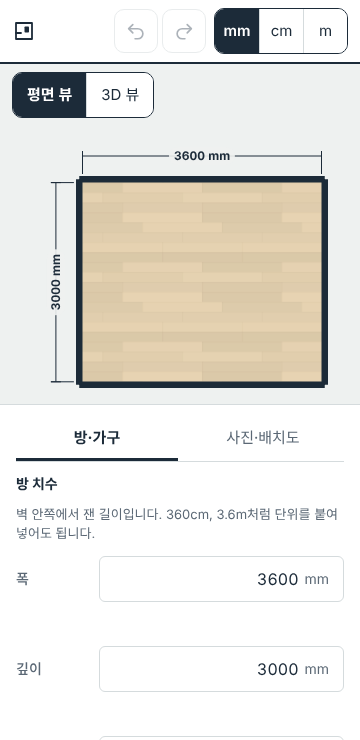 mm cm m
평면 뷰 3D 뷰
3600 mm
3000 mm
방·가구 사진·배치도
방 치수
벽 안쪽에서 잰 길이입니다. 360cm, 3.6m처럼 단위를 붙여
넣어도 됩니다.
폭 3600 mm
깊이 3000 mm